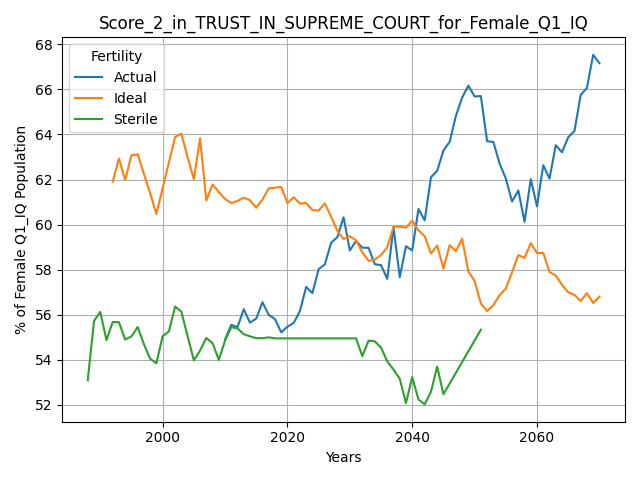 Score_2_in_TRUST_IN_SUPREME_COURT_for_Female_Q1_IQ
Fertility
Actual
Ideal
Sterile
% of Female Q1_IQ Population
68
66
64
62
60
58
56
54
52
2000
2020
2040
2060
Years